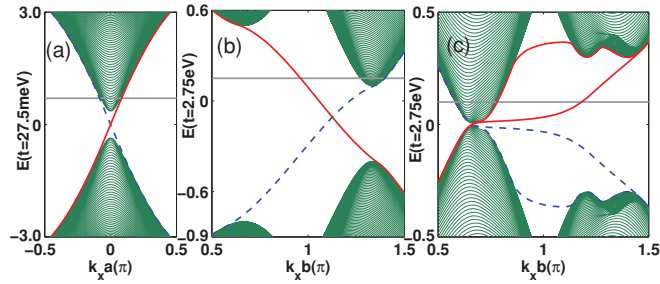 (a) (b) (c)
E(t=27.5meV)
3.0
0
−3.0
−0.5 0 0.5
k_x a(π)
E(t=2.75eV)
0.6
0
−0.6
−0.9
0.5 1 1.5
k_x b(π)
E(t=2.75eV)
0.5
0
0.5
0.5 1 1.5
k_x b(π)